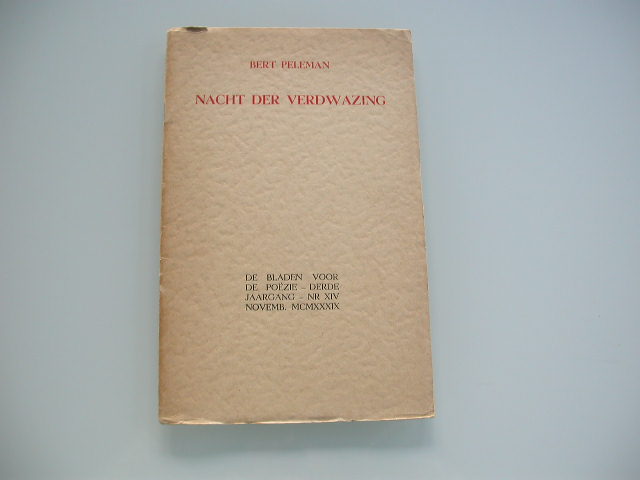 BERT PELEMAN
NACHT DER VERDWAZING
DE BLADEN VOOR
DE POËZIE – DERDE
JAARGANG – NR XIV
NOVEMB. MCMXXXIX